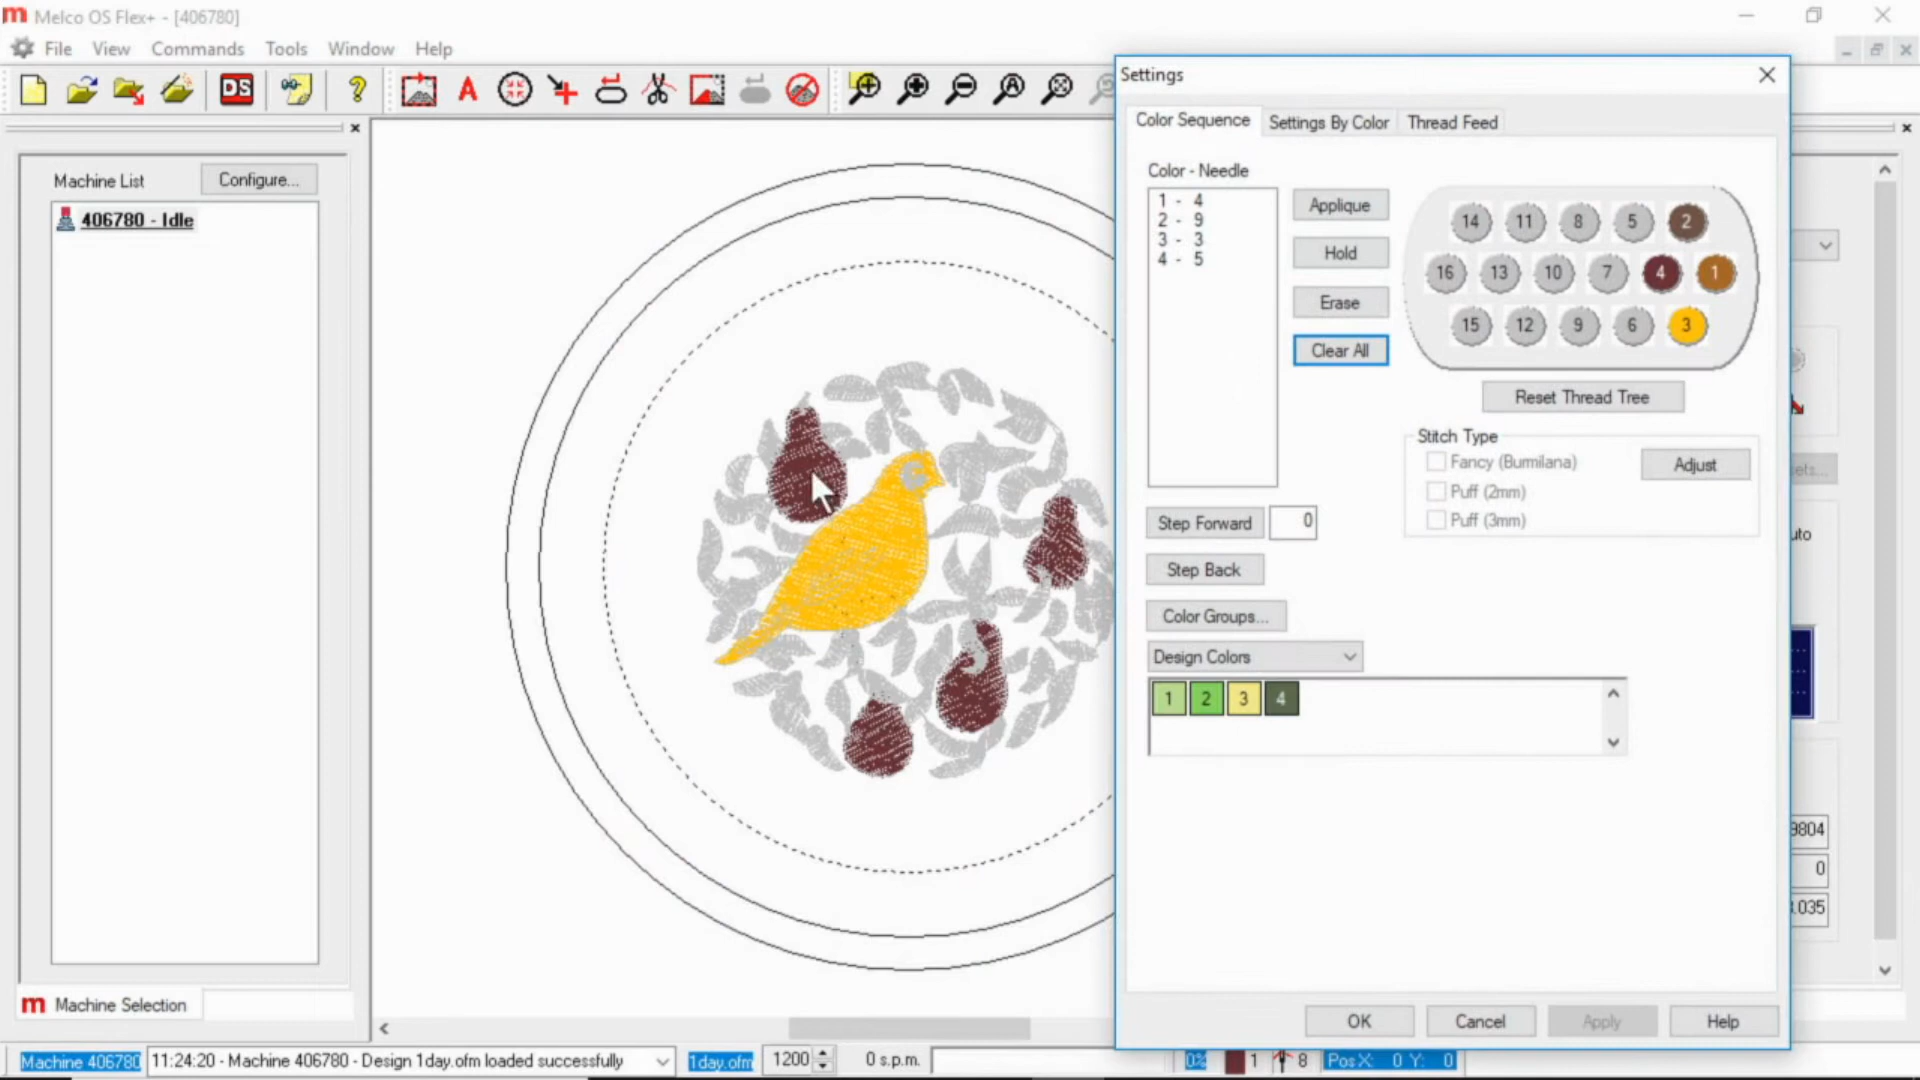 m Melco OS Flex+ - [406780]
File View Commands Tools Window Help
DS ? A
Machine List Configure...
406780 - Idle
m Machine Selection
Settings
Color Sequence Settings By Color Thread Feed
Color - Needle
1 - 4
2 - 9
3 - 3
4 - 5
Applique
Hold
Erase
Clear All
14 11 8 5 2
16 13 10 7 4 1
15 12 9 6 3
Reset Thread Tree
Stitch Type
Fancy (Burmilana) Adjust
Puff (2mm)
Puff (3mm)
Step Forward 0
Step Back
Color Groups...
Design Colors
1 2 3 4
OK Cancel Apply Help
9804
0
.035
Machine 406780 11:24:20 - Machine 406780 - Design 1day.ofm loaded successfully 1day.ofm 1200 0 s.p.m. 0% 1 8 Pos X: 0 Y: 0